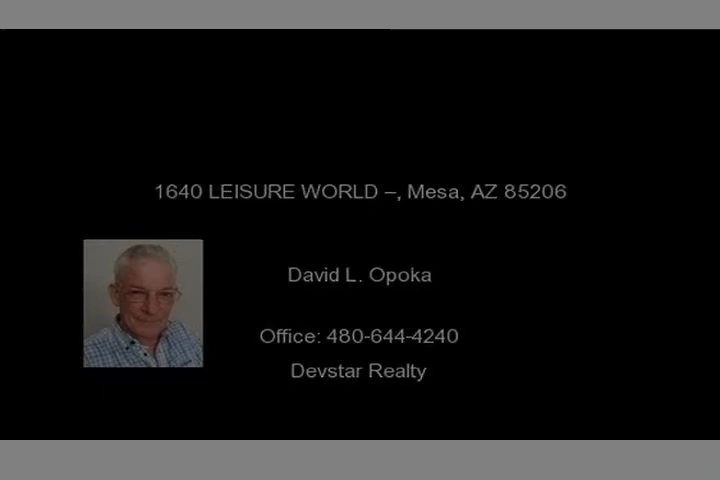 1640 LEISURE WORLD –, Mesa, AZ 85206
David L. Opoka
Office: 480-644-4240
Devstar Realty